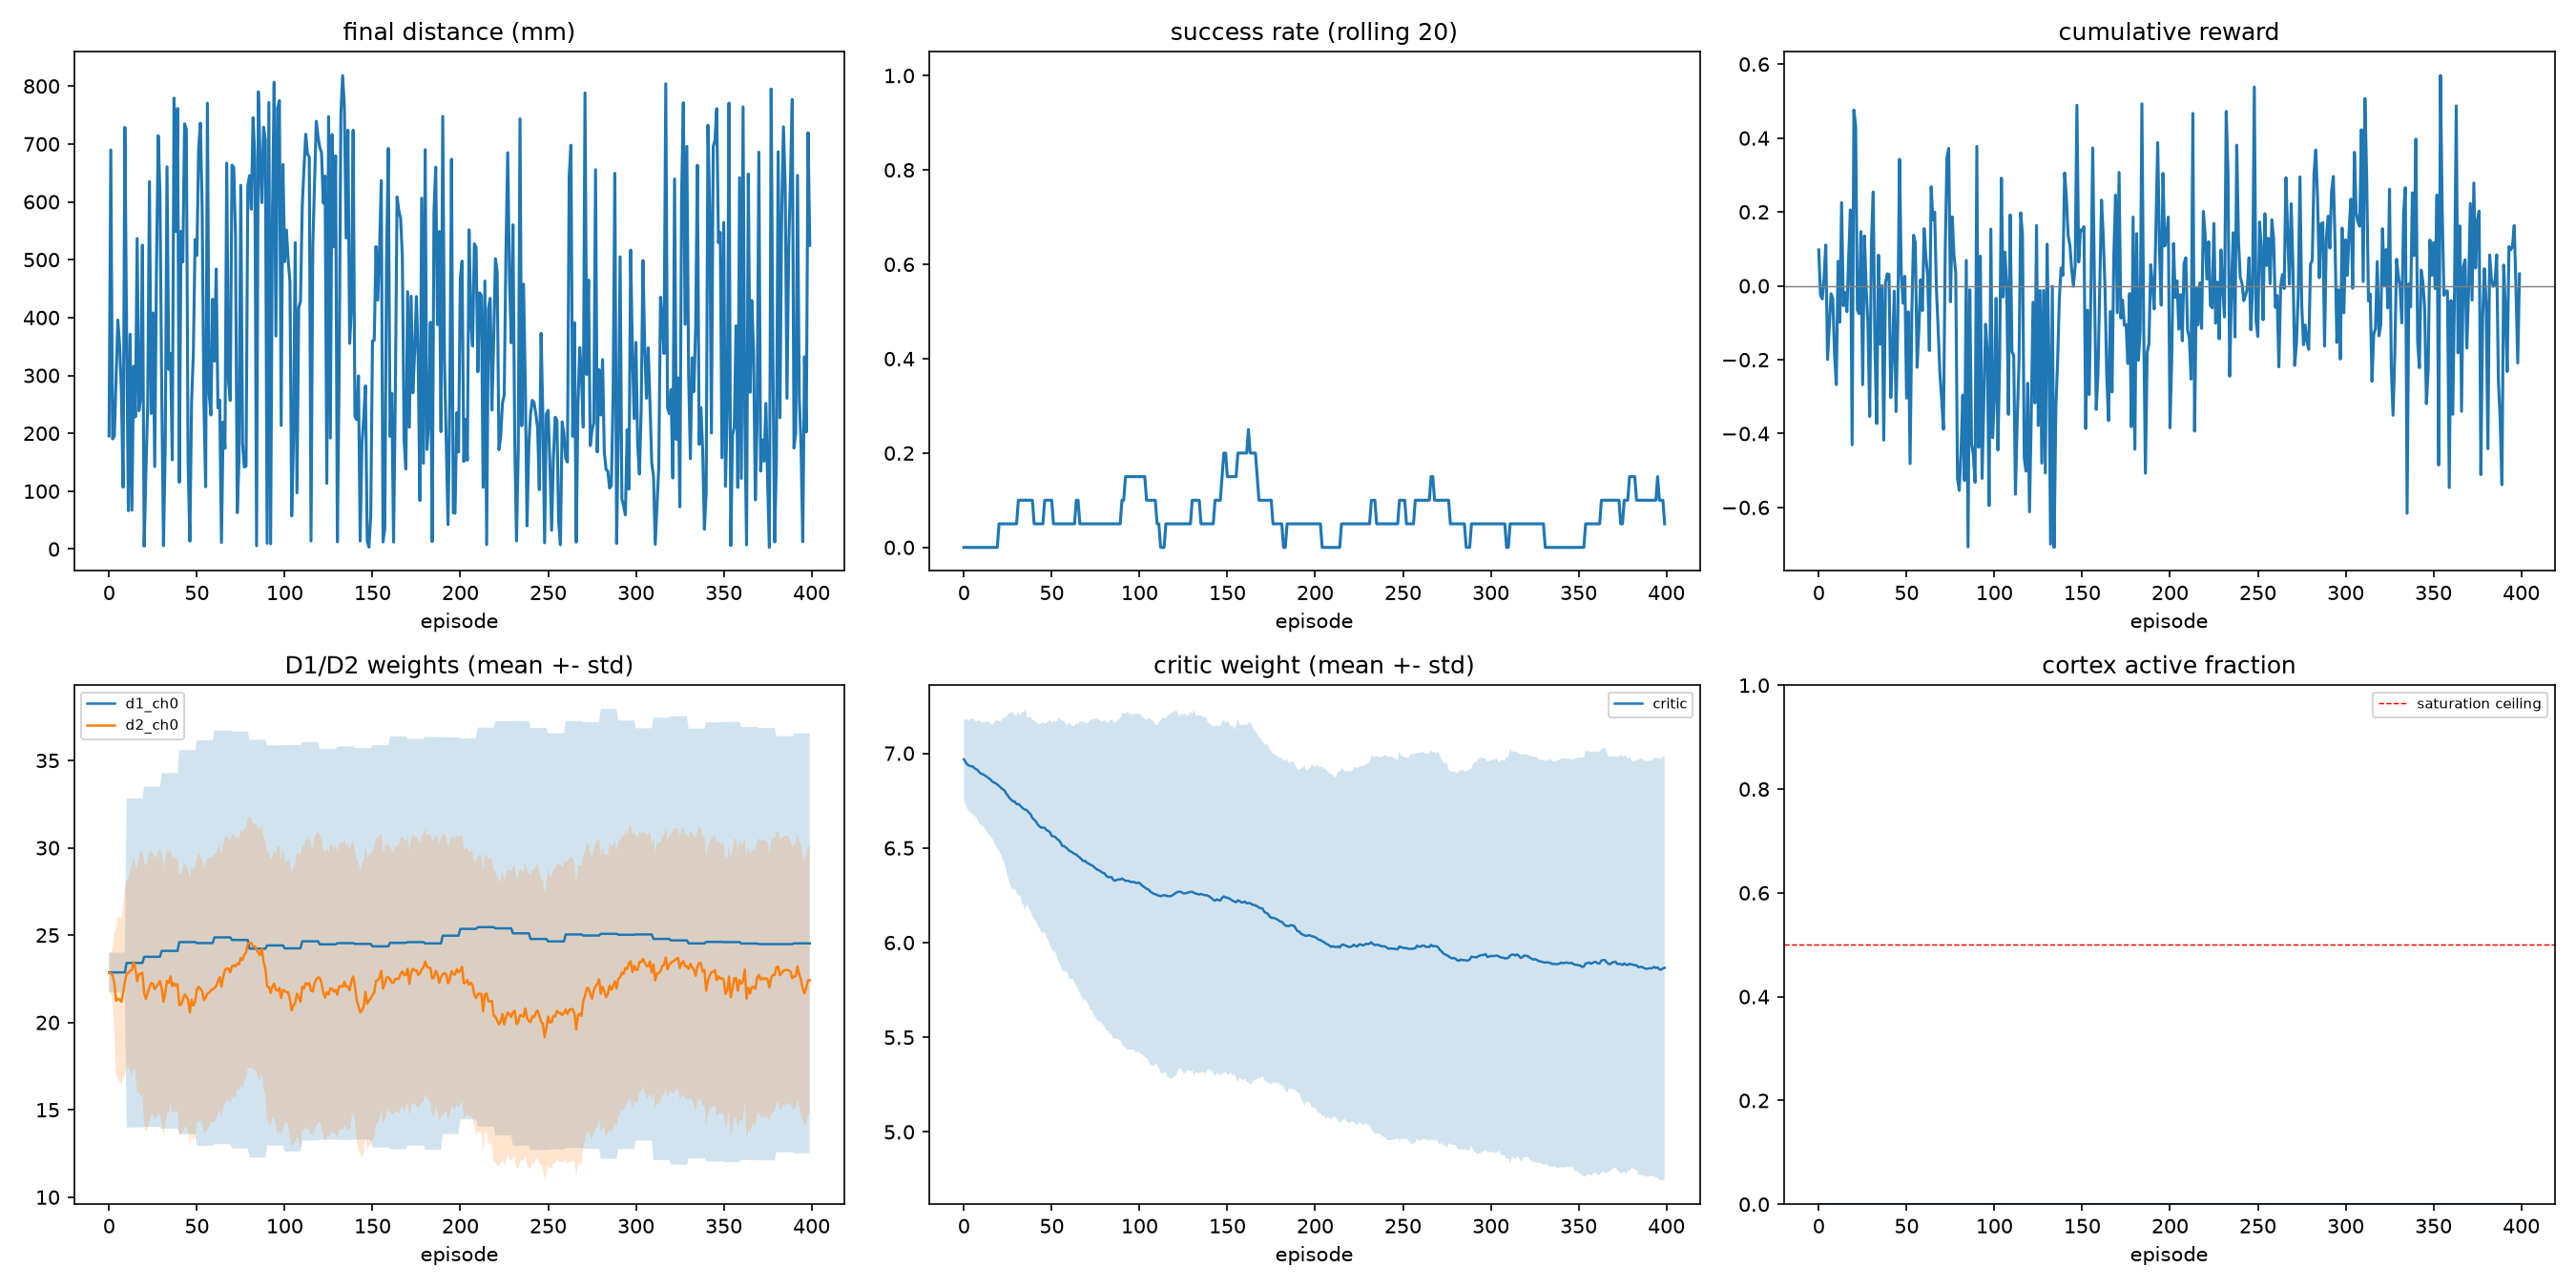 final distance (mm)
800
700
600
500
400
300
200
100
0
0 50 100 150 200 250 300 350 400
episode
success rate (rolling 20)
1.0
0.8
0.6
0.4
0.2
0.0
0 50 100 150 200 250 300 350 400
episode
cumulative reward
0.6
0.4
0.2
0.0
−0.2
−0.4
−0.6
0 50 100 150 200 250 300 350 400
episode
D1/D2 weights (mean +- std)
d1_ch0
d2_ch0
35
30
25
20
15
10
0 50 100 150 200 250 300 350 400
episode
critic weight (mean +- std)
critic
7.0
6.5
6.0
5.5
5.0
0 50 100 150 200 250 300 350 400
episode
cortex active fraction
saturation ceiling
1.0
0.8
0.6
0.4
0.2
0.0
0 50 100 150 200 250 300 350 400
episode